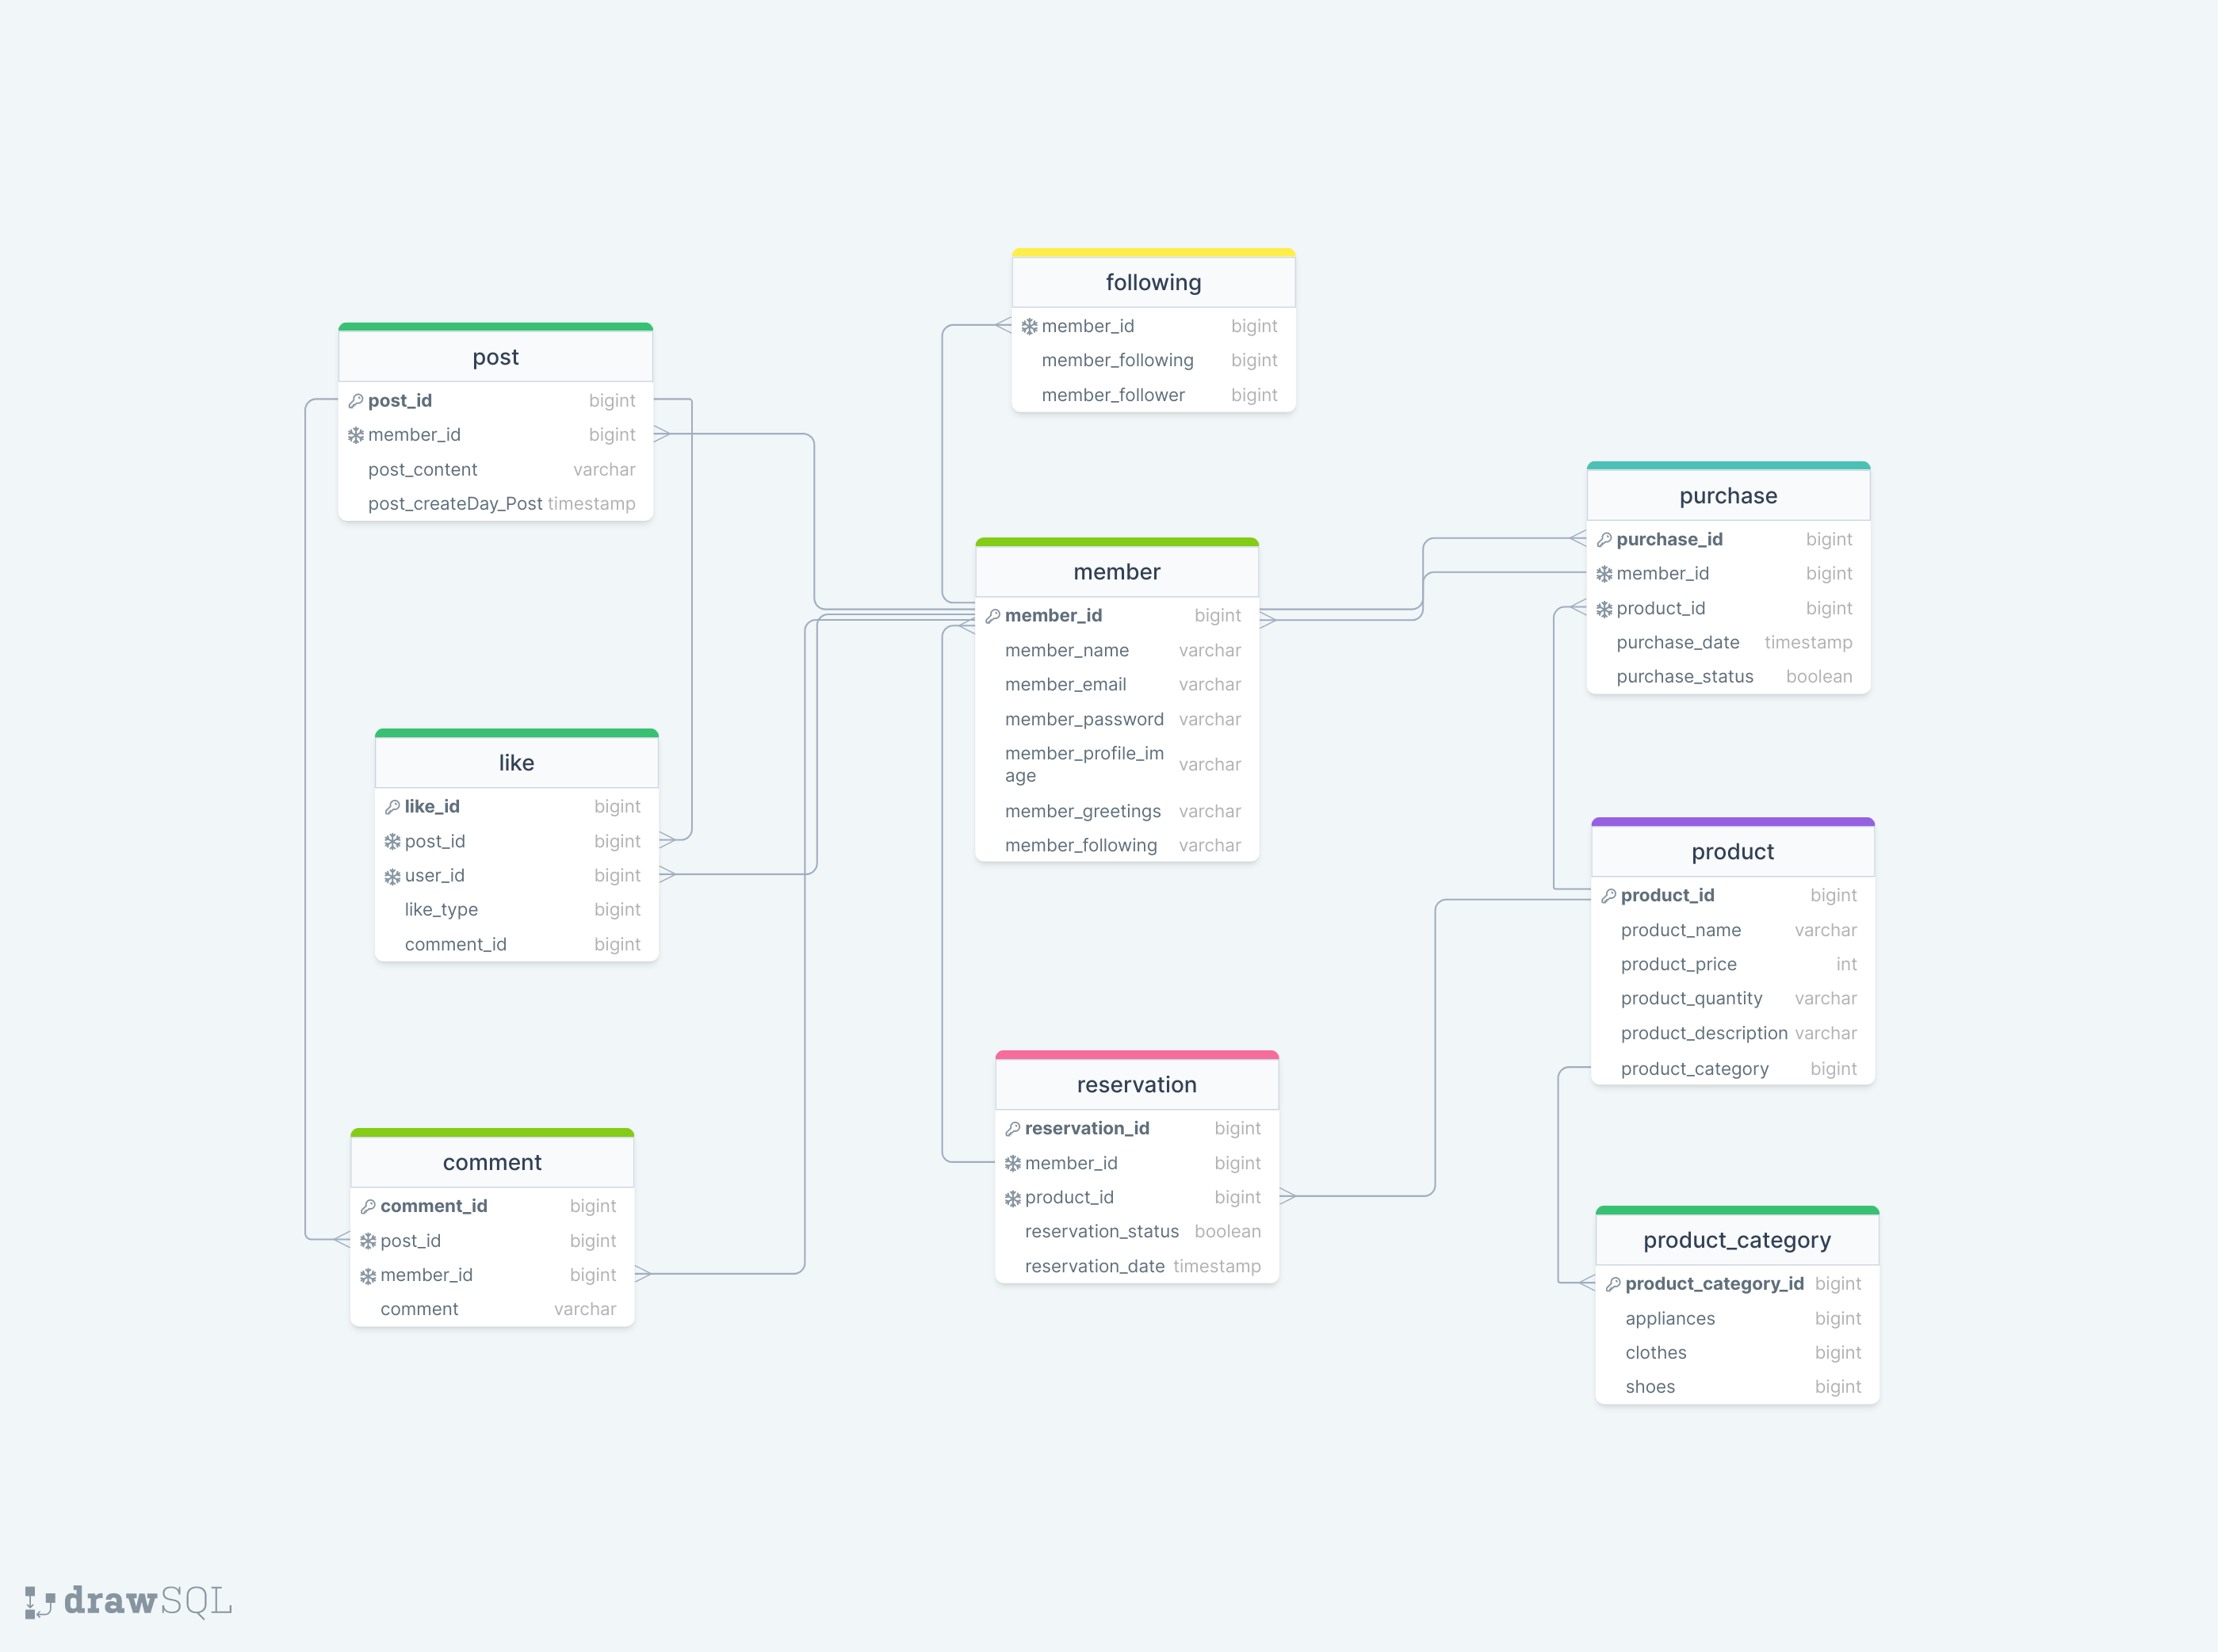 following
member_id bigint
member_following bigint
member_follower bigint
post
post_id bigint
member_id bigint
post_content varchar
post_createDay_Post timestamp
purchase
purchase_id bigint
member_id bigint
product_id bigint
purchase_date timestamp
purchase_status boolean
member
member_id bigint
member_name varchar
member_email varchar
member_password varchar
member_profile_im
age
varchar
member_greetings varchar
member_following varchar
like
like_id bigint
post_id bigint
user_id bigint
like_type bigint
comment_id bigint
product
product_id bigint
product_name varchar
product_price int
product_quantity varchar
product_description varchar
product_category bigint
reservation
reservation_id bigint
member_id bigint
product_id bigint
reservation_status boolean
reservation_date timestamp
comment
comment_id bigint
post_id bigint
member_id bigint
comment varchar
product_category
product_category_id bigint
appliances bigint
clothes bigint
shoes bigint
drawSQL